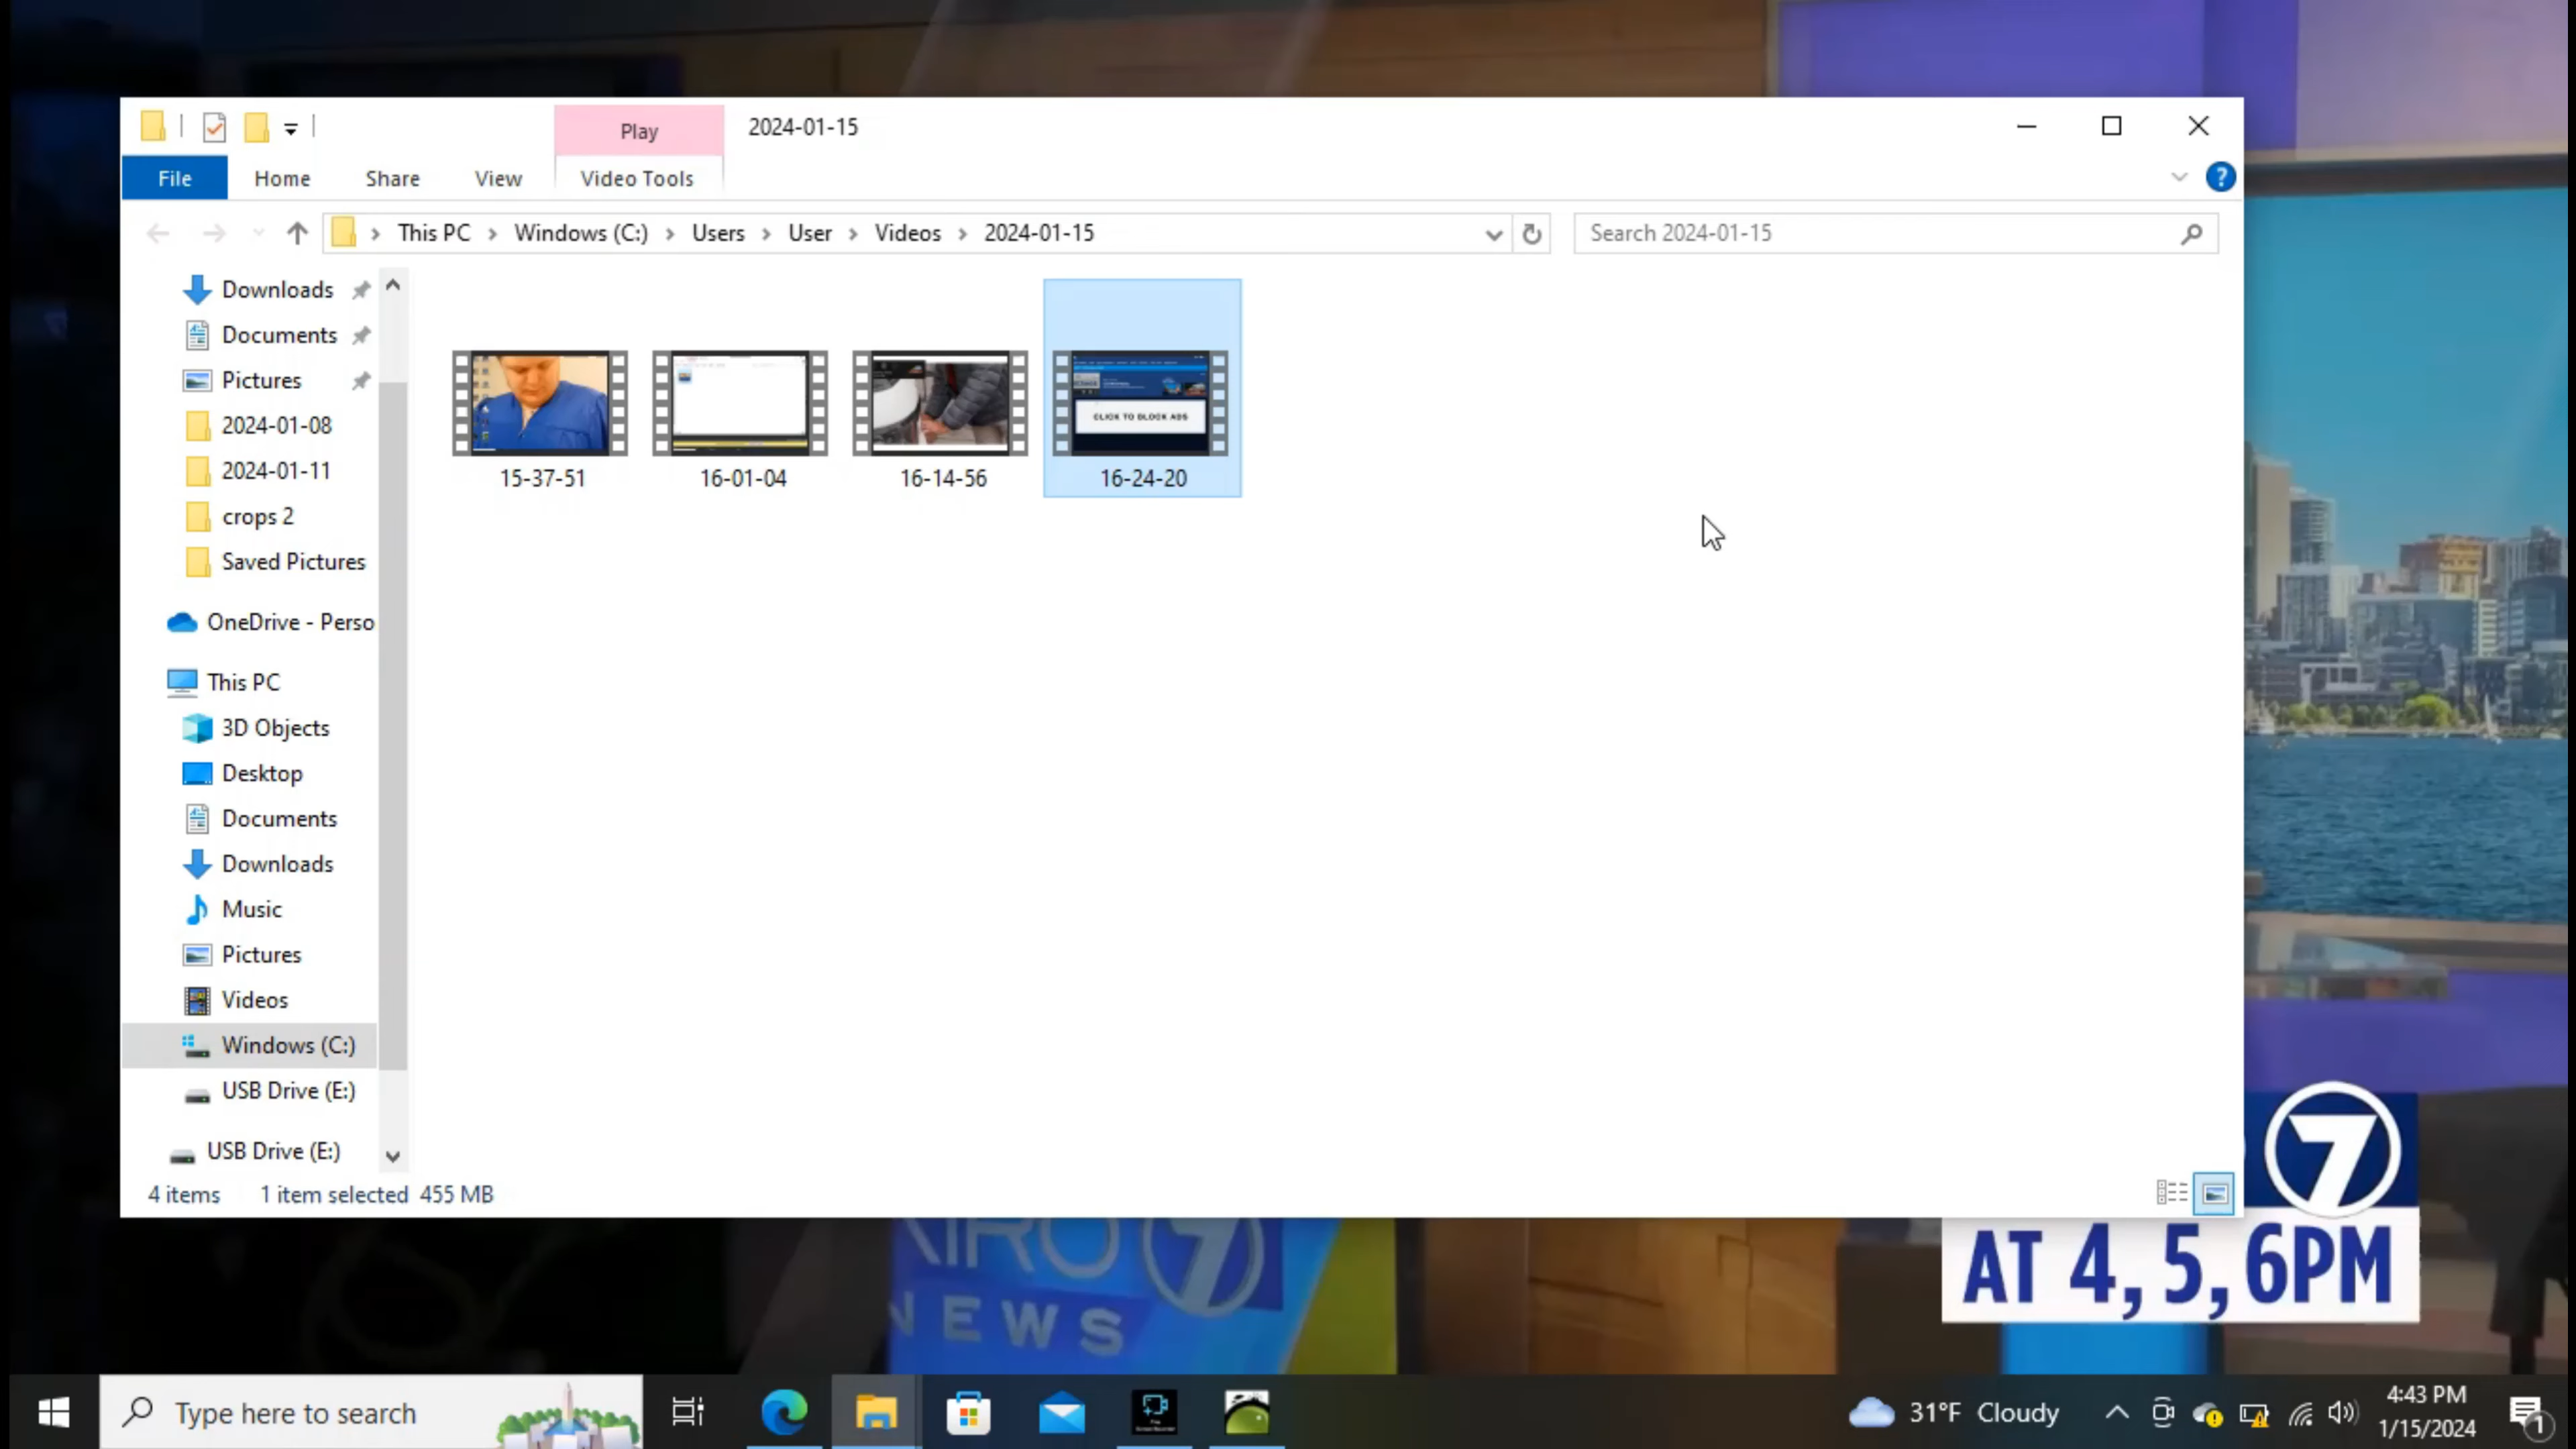 Play
2024-01-15
File
Home
Share
View
Video Tools
This PC
Windows (C:)
Users
User
Videos
2024-01-15
Search 2024-01-15
Downloads
Documents
Pictures
2024-01-08
2024-01-11
crops 2
Saved Pictures
OneDrive - Perso
This PC
3D Objects
Desktop
Documents
Downloads
Music
Pictures
Videos
Windows (C:)
USB Drive (E:)
USB Drive (E:)
CLICK TO BLOCK ADS
15-37-51
16-01-04
16-14-56
16-24-20
4 items 1 item selected 455 MB
7
AT 4, 5, 6PM
KIRO 7
NEWS
Type here to search
31°F Cloudy
4:43 PM
1/15/2024
1